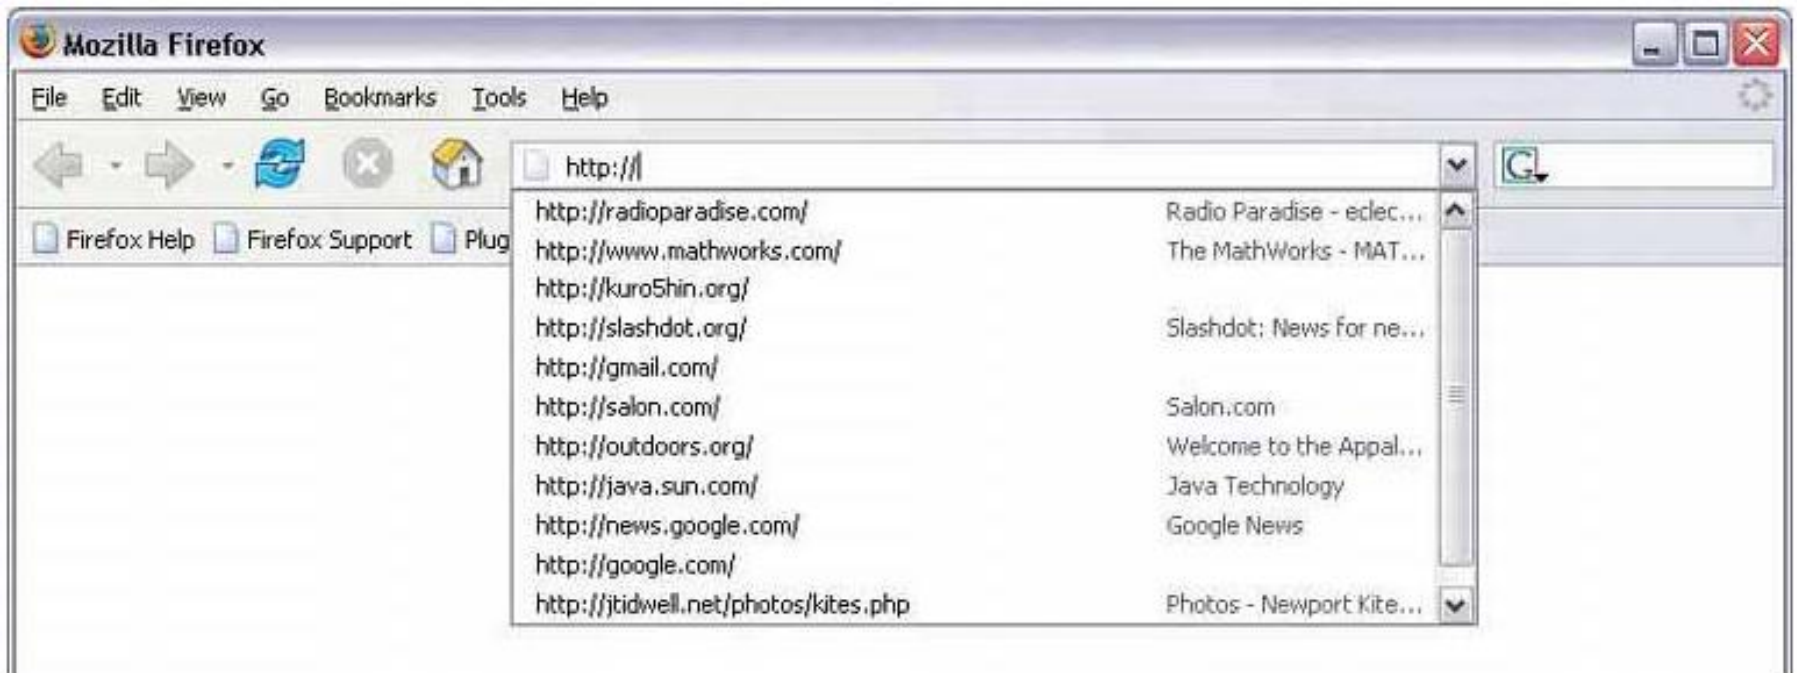 Mozilla Firefox
File Edit View Go Bookmarks Tools Help
http://
G
Firefox Help Firefox Support Plug
http://radioparadise.com/ Radio Paradise - eclec...
http://www.mathworks.com/ The MathWorks - MAT...
http://kuro5hin.org/
http://slashdot.org/ Slashdot: News for ne...
http://gmail.com/
http://salon.com/ Salon.com
http://outdoors.org/ Welcome to the Appal...
http://java.sun.com/ Java Technology
http://news.google.com/ Google News
http://google.com/
http://jtidwell.net/photos/kites.php Photos - Newport Kite...